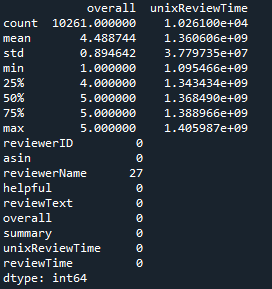 overall unixReviewTime
count 10261.000000 1.026100e+04
mean 4.488744 1.360606e+09
std 0.894642 3.779735e+07
min 1.000000 1.095466e+09
25% 4.000000 1.343434e+09
50% 5.000000 1.368490e+09
75% 5.000000 1.388966e+09
max 5.000000 1.405987e+09
reviewerID 0
asin 0
reviewerName 27
helpful 0
reviewText 0
overall 0
summary 0
unixReviewTime 0
reviewTime 0
dtype: int64